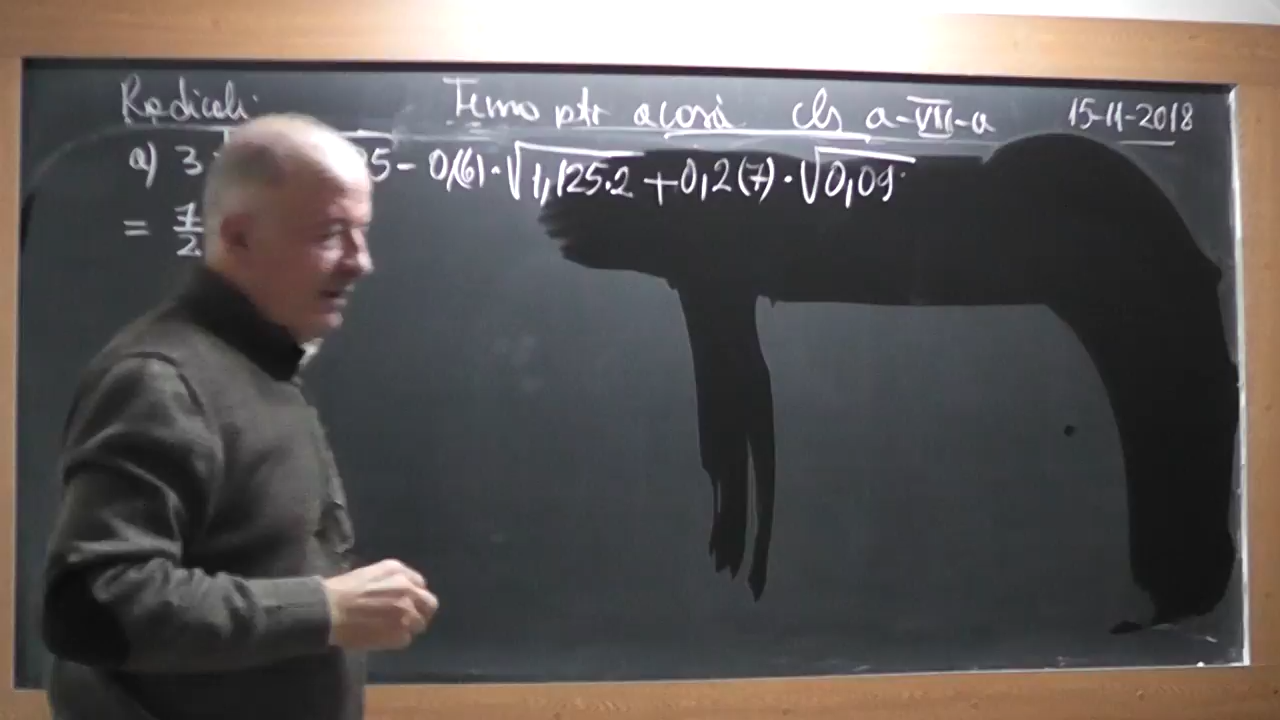 Radicali. Temă ptr acasă cls a-VII-a 15-11-2018
a) 3 5 - 0,(6)·√1,125·2 + 0,2(7)·√0,09
= 7/2